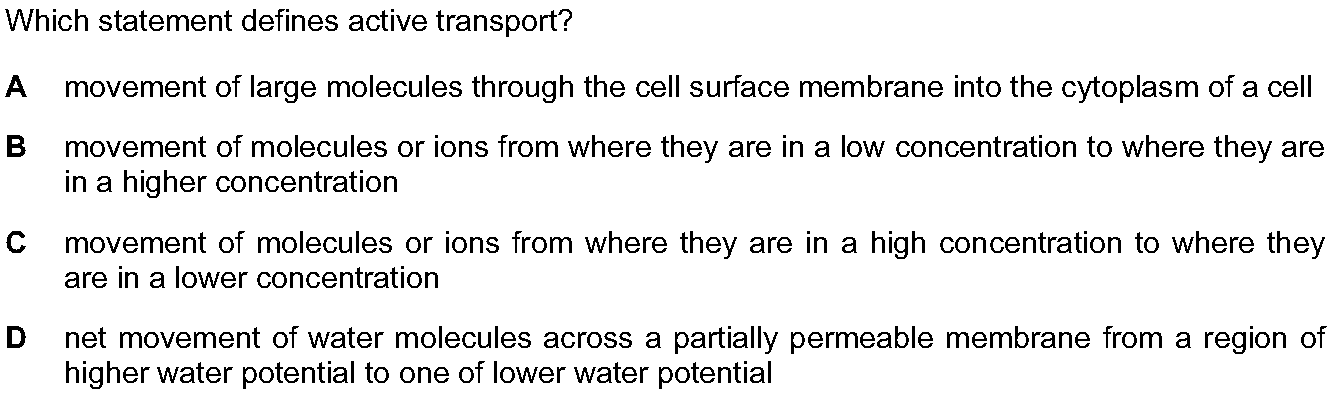 Which statement defines active transport?
A movement of large molecules through the cell surface membrane into the cytoplasm of a cell
B movement of molecules or ions from where they are in a low concentration to where they are
in a higher concentration
C movement of molecules or ions from where they are in a high concentration to where they
are in a lower concentration
D net movement of water molecules across a partially permeable membrane from a region of
higher water potential to one of lower water potential